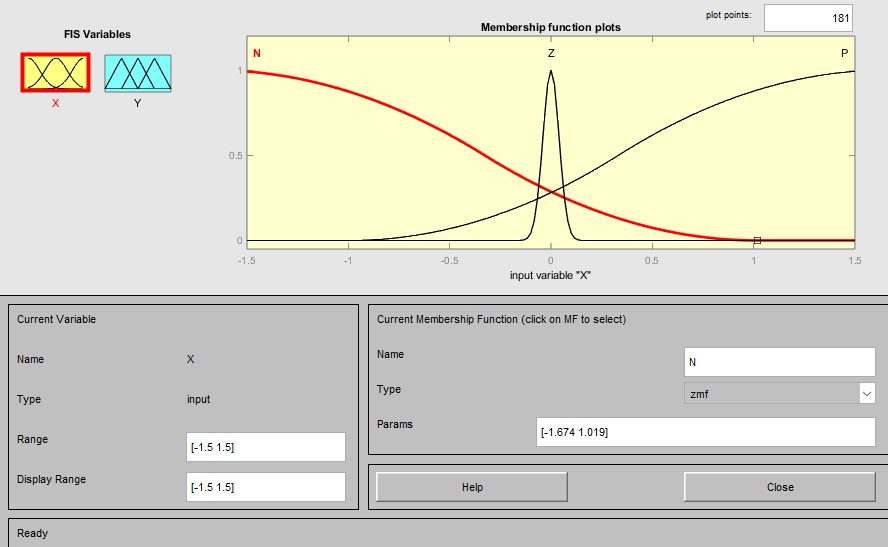 plot points:
181
FIS Variables
Membership function plots
N
Z
P
X
Y
1
0.5
0
-1.5
-1
-0.5
0
0.5
1
1.5
input variable "X"
Current Variable
Name
X
Type
input
Range
[-1.5 1.5]
Display Range
[-1.5 1.5]
Current Membership Function (click on MF to select)
Name
N
Type
zmf
Params
[-1.674 1.019]
Help
Close
Ready